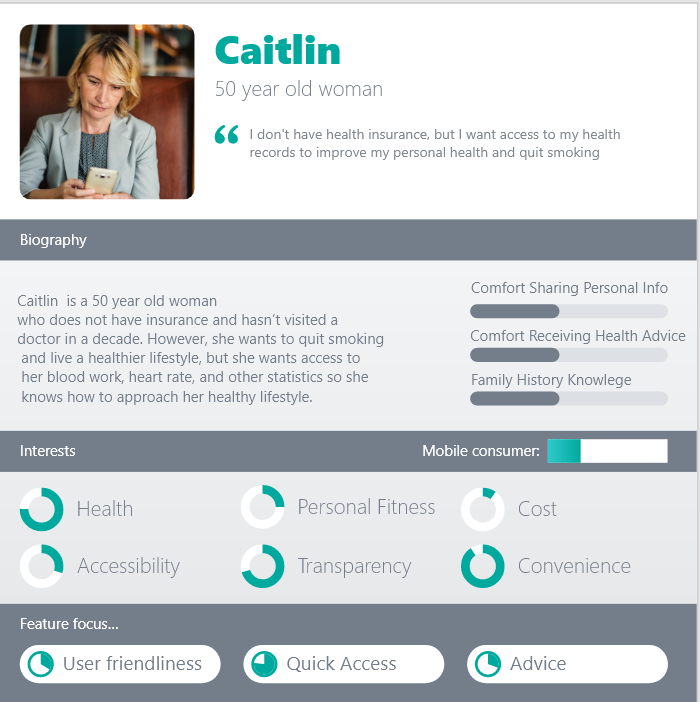 Caitlin
50 year old woman
“ I don't have health insurance, but I want access to my health
records to improve my personal health and quit smoking
Biography
Caitlin is a 50 year old woman
who does not have insurance and hasn’t visited a
doctor in a decade. However, she wants to quit smoking
and live a healthier lifestyle, but she wants access to
her blood work, heart rate, and other statistics so she
knows how to approach her healthy lifestyle.
Comfort Sharing Personal Info
Comfort Receiving Health Advice
Family History Knowlege
Interests
Mobile consumer:
Health
Personal Fitness
Cost
Accessibility
Transparency
Convenience
Feature focus...
User friendliness
Quick Access
Advice